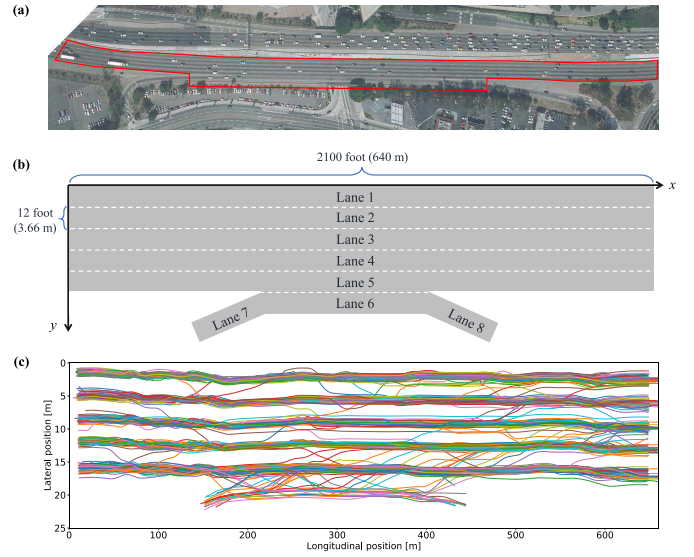 (a)
(b)
2100 foot (640 m)
x
12 foot
(3.66 m)
Lane 1
Lane 2
Lane 3
Lane 4
Lane 5
Lane 6
Lane 7
Lane 8
y
(c)
Lateral position [m]
0
5
10
15
20
25
0 100 200 300 400 500 600
Longitudinal position [m]